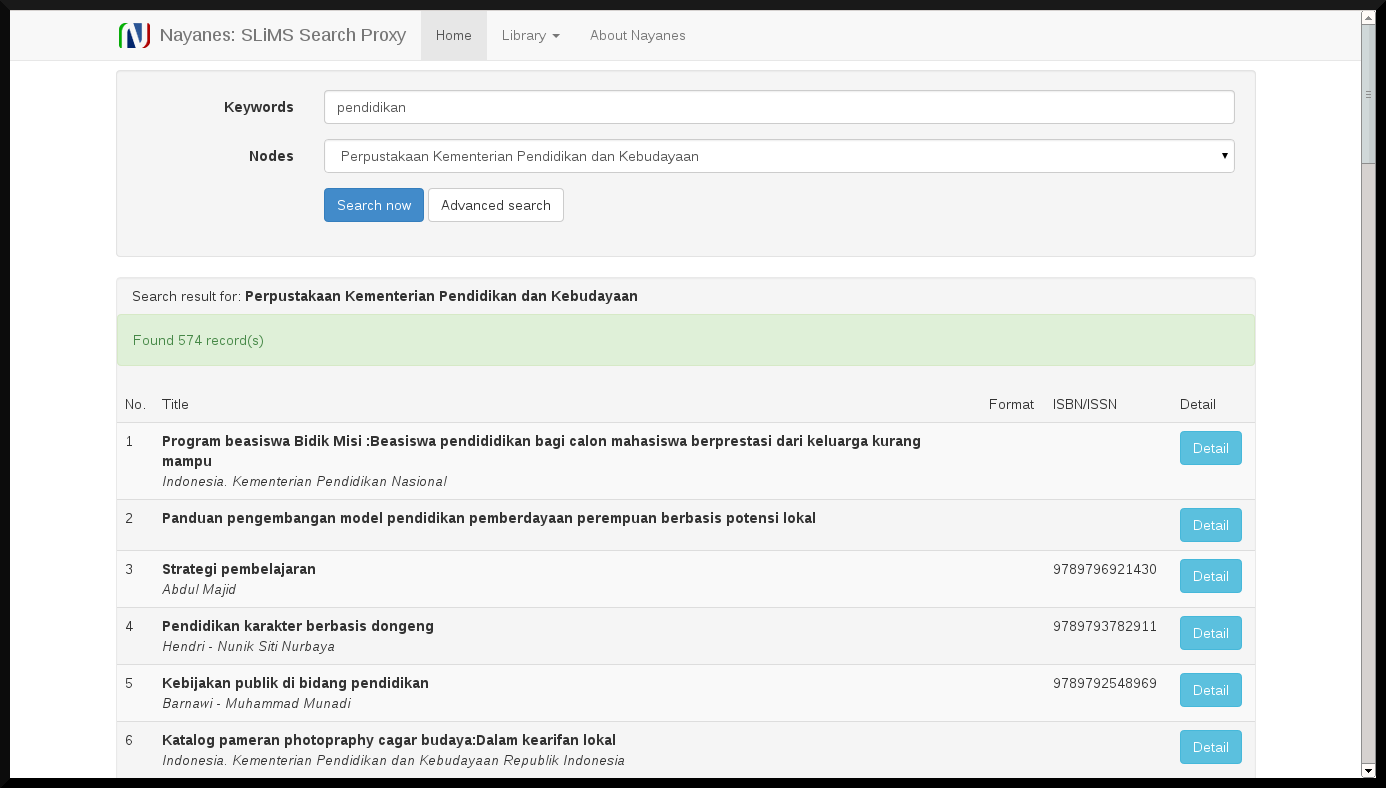 Nayanes: SLiMS Search Proxy Home Library About Nayanes
Keywords pendidikan
Nodes Perpustakaan Kementerian Pendidikan dan Kebudayaan
Search now Advanced search
Search result for: Perpustakaan Kementerian Pendidikan dan Kebudayaan
Found 574 record(s)
No. Title Format ISBN/ISSN Detail
1 Program beasiswa Bidik Misi :Beasiswa pendididikan bagi calon mahasiswa berprestasi dari keluarga kurang Detail
mampu
Indonesia. Kementerian Pendidikan Nasional
2 Panduan pengembangan model pendidikan pemberdayaan perempuan berbasis potensi lokal Detail
3 Strategi pembelajaran 9789796921430 Detail
Abdul Majid
4 Pendidikan karakter berbasis dongeng 9789793782911 Detail
Hendri - Nunik Siti Nurbaya
5 Kebijakan publik di bidang pendidikan 9789792548969 Detail
Barnawi - Muhammad Munadi
6 Katalog pameran photopraphy cagar budaya:Dalam kearifan lokal Detail
Indonesia. Kementerian Pendidikan dan Kebudayaan Republik Indonesia